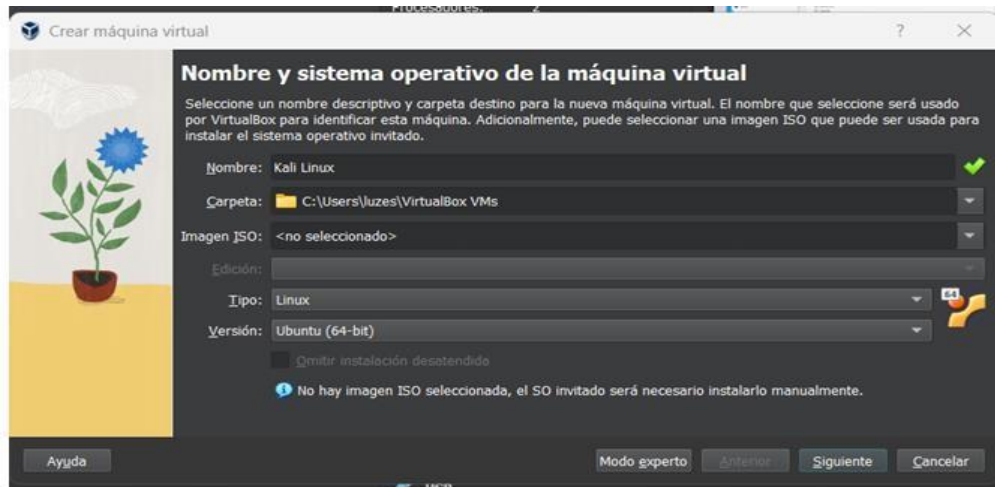 Procesadores: 2
Crear máquina virtual
?
Nombre y sistema operativo de la máquina virtual
Seleccione un nombre descriptivo y carpeta destino para la nueva máquina virtual. El nombre que seleccione será usado
por VirtualBox para identificar esta máquina. Adicionalmente, puede seleccionar una imagen ISO que puede ser usada para
instalar el sistema operativo invitado.
Nombre: Kali Linux
Carpeta: C:\Users\luzes\VirtualBox VMs
Imagen ISO: <no seleccionado>
Edición:
Tipo: Linux
64
Versión: Ubuntu (64-bit)
Omitir instalación desatendida
No hay imagen ISO seleccionada, el SO invitado será necesario instalarlo manualmente.
Ayuda Modo experto Anterior Siguiente Cancelar